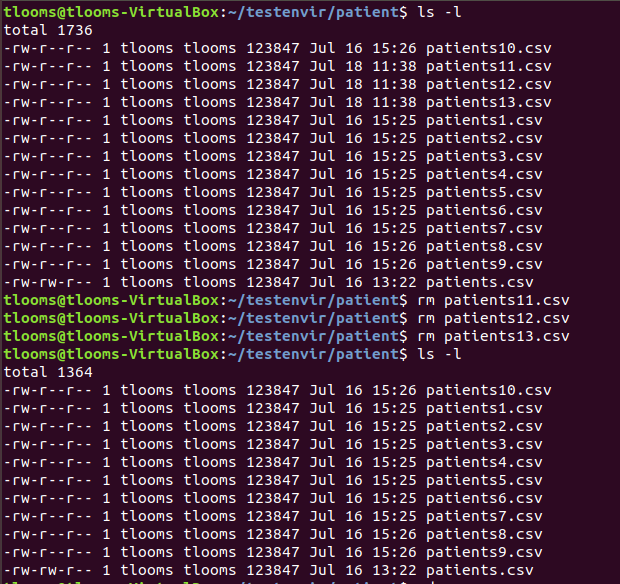 tlooms@tlooms-VirtualBox:~/testenvir/patient$ ls -l
total 1736
-rw-r--r-- 1 tlooms tlooms 123847 Jul 16 15:26 patients10.csv
-rw-r--r-- 1 tlooms tlooms 123847 Jul 18 11:38 patients11.csv
-rw-r--r-- 1 tlooms tlooms 123847 Jul 18 11:38 patients12.csv
-rw-r--r-- 1 tlooms tlooms 123847 Jul 18 11:38 patients13.csv
-rw-r--r-- 1 tlooms tlooms 123847 Jul 16 15:25 patients1.csv
-rw-r--r-- 1 tlooms tlooms 123847 Jul 16 15:25 patients2.csv
-rw-r--r-- 1 tlooms tlooms 123847 Jul 16 15:25 patients3.csv
-rw-r--r-- 1 tlooms tlooms 123847 Jul 16 15:25 patients4.csv
-rw-r--r-- 1 tlooms tlooms 123847 Jul 16 15:25 patients5.csv
-rw-r--r-- 1 tlooms tlooms 123847 Jul 16 15:25 patients6.csv
-rw-r--r-- 1 tlooms tlooms 123847 Jul 16 15:25 patients7.csv
-rw-r--r-- 1 tlooms tlooms 123847 Jul 16 15:26 patients8.csv
-rw-r--r-- 1 tlooms tlooms 123847 Jul 16 15:26 patients9.csv
-rw-rw-r-- 1 tlooms tlooms 123847 Jul 16 13:22 patients.csv
tlooms@tlooms-VirtualBox:~/testenvir/patient$ rm patients11.csv
tlooms@tlooms-VirtualBox:~/testenvir/patient$ rm patients12.csv
tlooms@tlooms-VirtualBox:~/testenvir/patient$ rm patients13.csv
tlooms@tlooms-VirtualBox:~/testenvir/patient$ ls -l
total 1364
-rw-r--r-- 1 tlooms tlooms 123847 Jul 16 15:26 patients10.csv
-rw-r--r-- 1 tlooms tlooms 123847 Jul 16 15:25 patients1.csv
-rw-r--r-- 1 tlooms tlooms 123847 Jul 16 15:25 patients2.csv
-rw-r--r-- 1 tlooms tlooms 123847 Jul 16 15:25 patients3.csv
-rw-r--r-- 1 tlooms tlooms 123847 Jul 16 15:25 patients4.csv
-rw-r--r-- 1 tlooms tlooms 123847 Jul 16 15:25 patients5.csv
-rw-r--r-- 1 tlooms tlooms 123847 Jul 16 15:25 patients6.csv
-rw-r--r-- 1 tlooms tlooms 123847 Jul 16 15:25 patients7.csv
-rw-r--r-- 1 tlooms tlooms 123847 Jul 16 15:26 patients8.csv
-rw-r--r-- 1 tlooms tlooms 123847 Jul 16 15:26 patients9.csv
-rw-rw-r-- 1 tlooms tlooms 123847 Jul 16 13:22 patients.csv